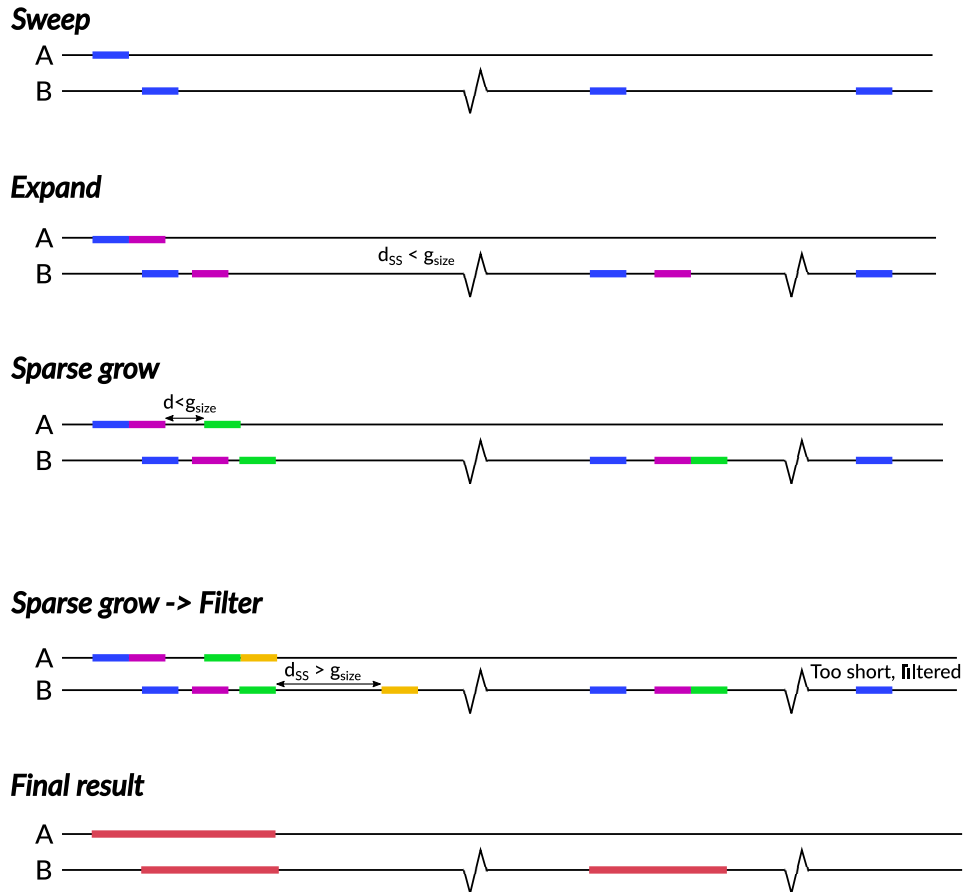 Sweep
A
B
Expand
A
B
dSS < gsize
Sparse grow
d<gsize
A
B
Sparse grow -> Filter
A
dSS > gsize
Too short, filtered
B
Final result
A
B